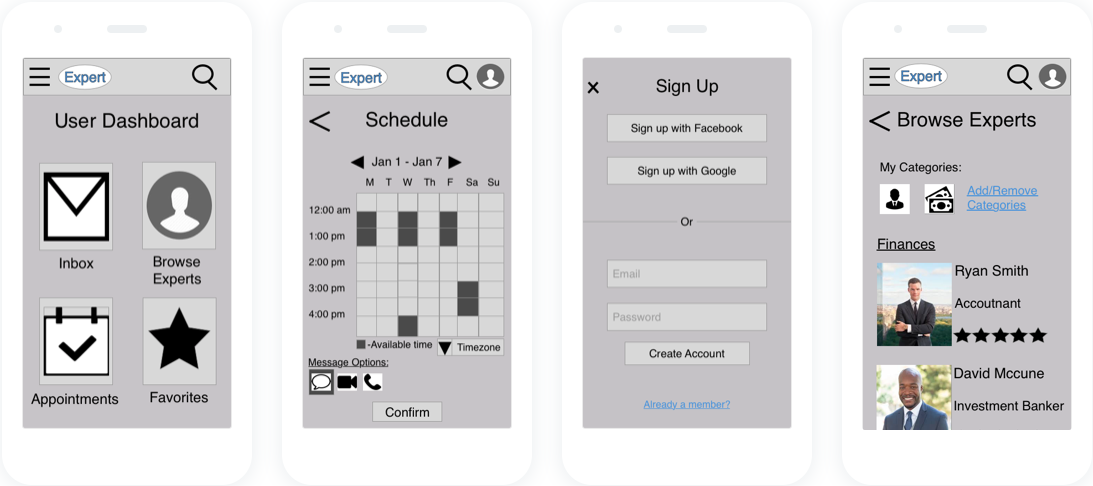 Expert
User Dashboard
Inbox
Browse
Experts
Appointments
Favorites
Expert
Schedule
Jan 1 - Jan 7
M T W Th F Sa Su
12:00 am
1:00 pm
2:00 pm
3:00 pm
4:00 pm
-Available time
Timezone
Message Options:
Confirm
Sign Up
Sign up with Facebook
Sign up with Google
Or
Email
Password
Create Account
Already a member?
Expert
Browse Experts
My Categories:
Add/Remove
Categories
Finances
Ryan Smith
Accoutnant
David Mccune
Investment Banker